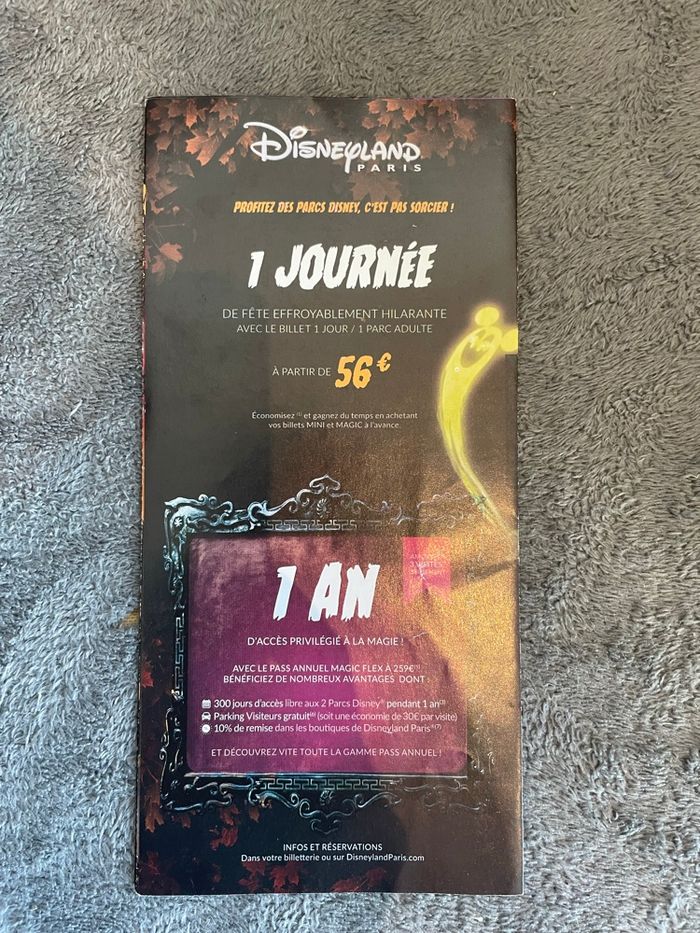 DISNEYLAND
PARIS
PROFITEZ DES PARCS DISNEY, C'EST PAS SORCIER !
1 JOURNÉE
DE FÊTE EFFROYABLEMENT HILARANTE
AVEC LE BILLET 1 JOUR / 1 PARC ADULTE
À PARTIR DE 56€
Économisez (1) et gagnez du temps en achetant
vos billets MINI et MAGIC à l'avance.
3 VISITES
1 AN
D'ACCÈS PRIVILÉGIÉ À LA MAGIE !
AVEC LE PASS ANNUEL MAGIC FLEX À 259€
BÉNÉFICIEZ DE NOMBREUX AVANTAGES DONT :
300 jours d'accès libre aux 2 Parcs Disney® pendant 1 an
Parking Visiteurs gratuit (soit une économie de 30€ par visite)
10% de remise dans les boutiques de Disneyland Paris® (7)
ET DÉCOUVREZ VITE TOUTE LA GAMME PASS ANNUEL !
INFOS ET RÉSERVATIONS
Dans votre billetterie ou sur DisneylandParis.com